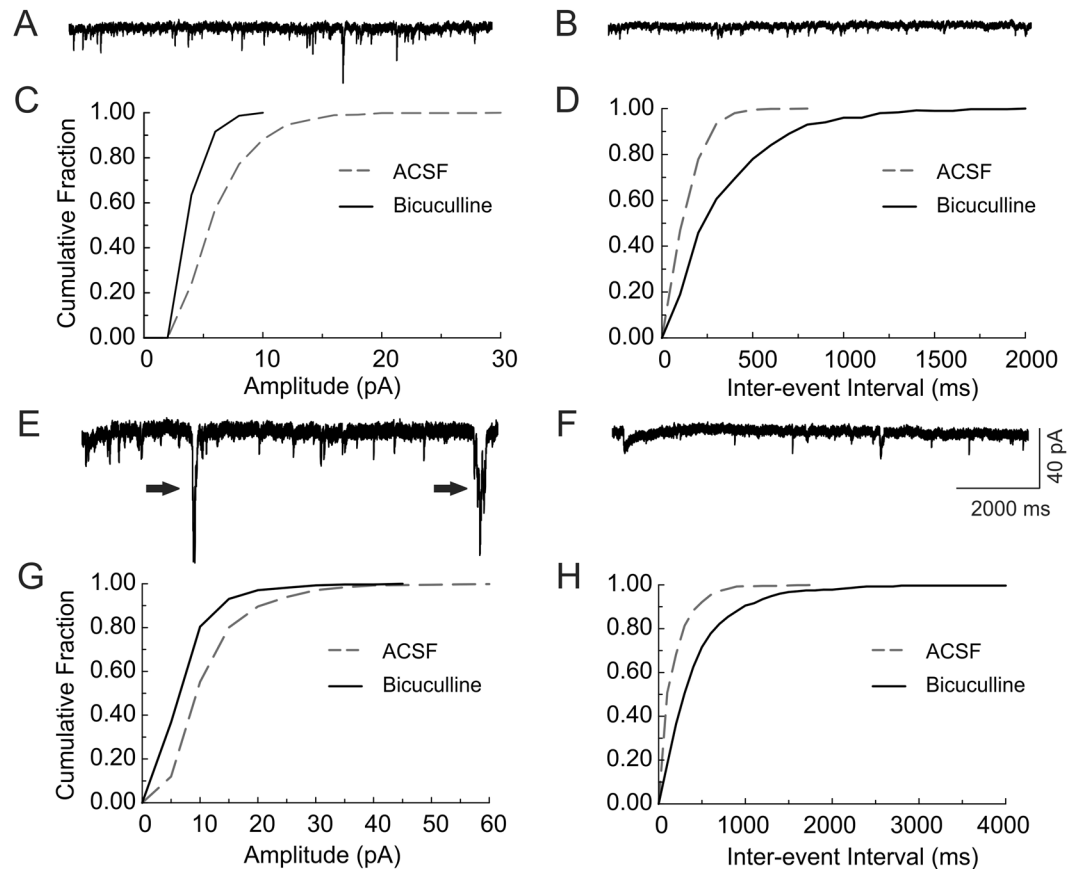 A
B
C
1.00
0.80
0.60
0.40
0.20
0.00
Cumulative Fraction
ACSF
Bicuculline
0
10
20
30
Amplitude (pA)
D
1.00
0.80
0.60
0.40
0.20
0.00
ACSF
Bicuculline
0
500
1000
1500
2000
Inter-event Interval (ms)
E
F
40 pA
2000 ms
G
1.00
0.80
0.60
0.40
0.20
0.00
Cumulative Fraction
ACSF
Bicuculline
0
10
20
30
40
50
60
Amplitude (pA)
H
1.00
0.80
0.60
0.40
0.20
0.00
ACSF
Bicuculline
0
1000
2000
3000
4000
Inter-event Interval (ms)